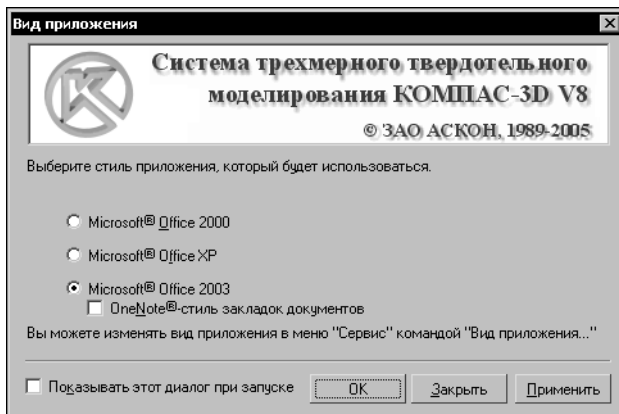 Вид приложения
Система трехмерного твердотельного
моделирования КОМПАС-3D V8
© ЗАО АСКОН, 1989-2005
Выберите стиль приложения, который будет использоваться.
Microsoft® Office 2000
Microsoft® Office XP
Microsoft® Office 2003
OneNote®-стиль закладок документов
Вы можете изменять вид приложения в меню "Сервис" командой "Вид приложения..."
Показывать этот диалог при запуске
OK
Закрыть
Применить